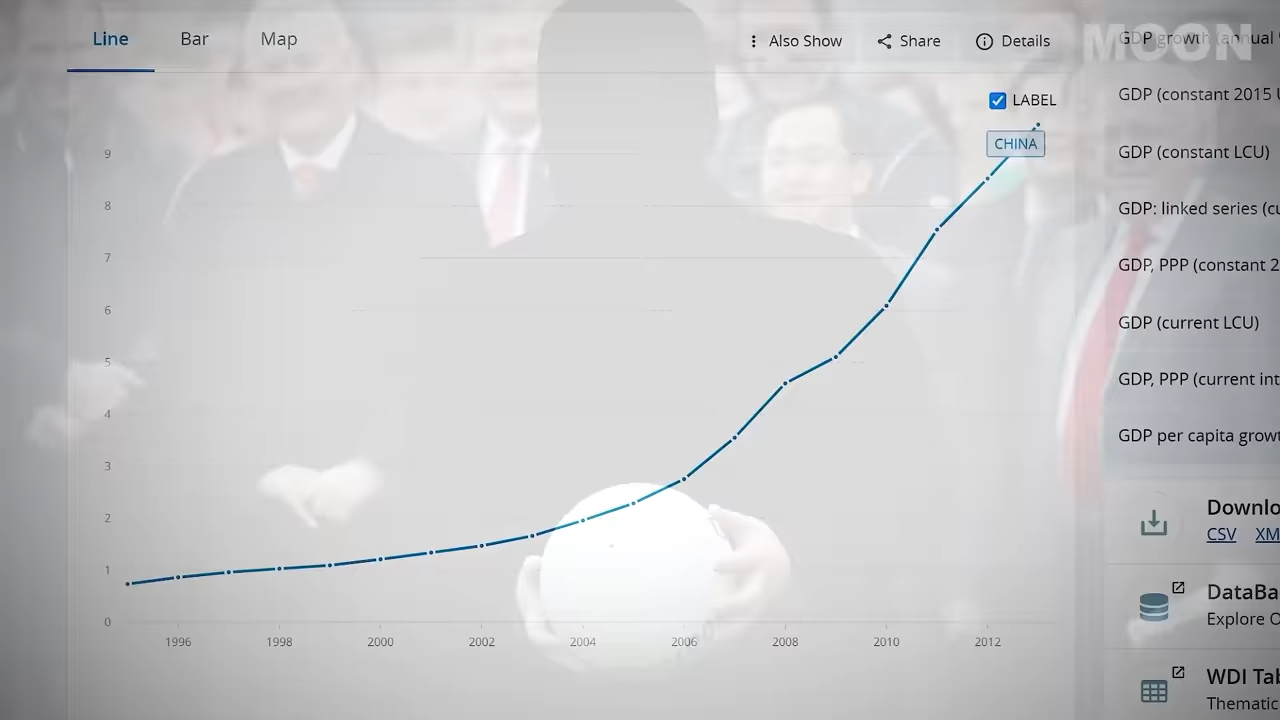 Line
Bar
Map
Also Show
Share
Details
MOON
GDP growth (annual
LABEL
GDP (constant 2015 U
CHINA
GDP (constant LCU)
9
8
GDP: linked series (cu
7
GDP, PPP (constant 2
6
GDP (current LCU)
5
GDP, PPP (current int
4
GDP per capita growt
3
2
Downlo
CSV XM
1
DataBa
Explore O
0
1996 1998 2000 2002 2004 2006 2008 2010 2012
WDI Tab
Thematic